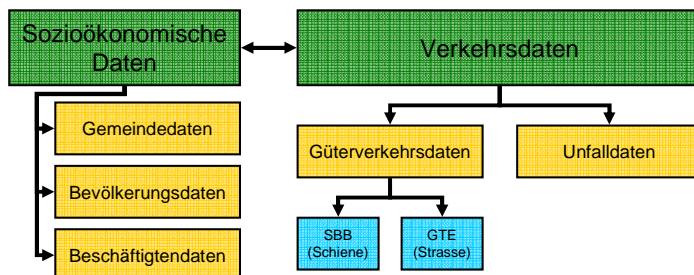 Sozioökonomische
Daten
Verkehrsdaten
Gemeindedaten
Bevölkerungsdaten
Beschäftigtendaten
Güterverkehrsdaten
Unfalldaten
SBB
(Schiene)
GTE
(Strasse)